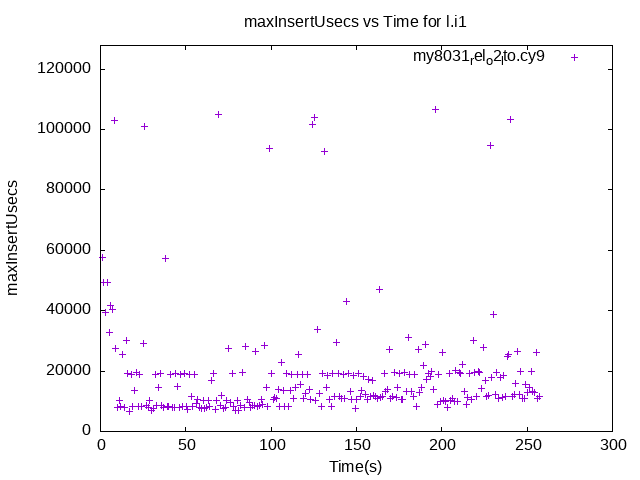 maxInsertUsecs vs Time for l.i1
my8031relo2ito.cy9
maxInsertUsecs
120000
100000
80000
60000
40000
20000
0
0 50 100 150 200 250 300
Time(s)